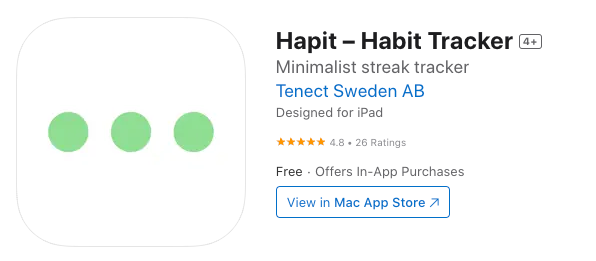 Hapit – Habit Tracker 4+
Minimalist streak tracker
Tenect Sweden AB
Designed for iPad
★★★★★ 4.8 • 26 Ratings
Free · Offers In-App Purchases
View in Mac App Store ↗